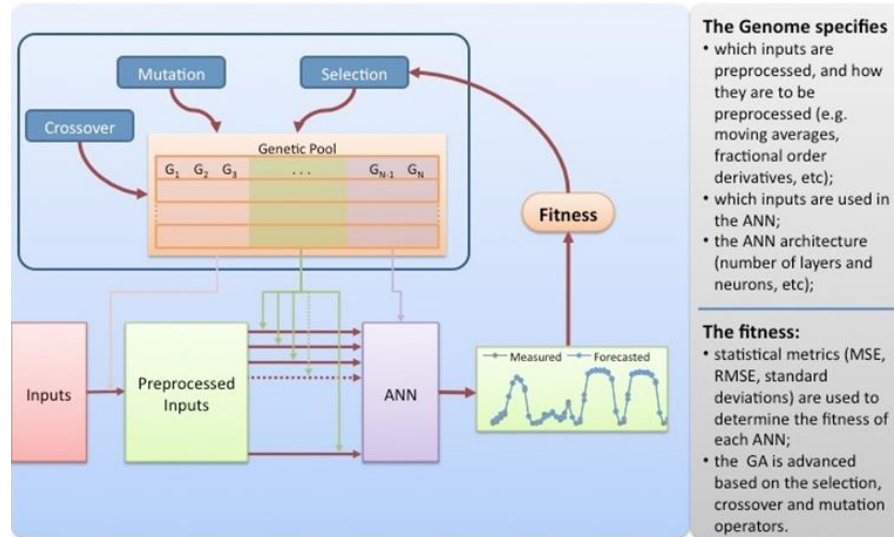 Mutation
Selection
Crossover
Genetic Pool
G1 G2 G3 ... GN-1 GN
Fitness
Inputs
Preprocessed
Inputs
ANN
Measured Forecasted
The Genome specifies
• which inputs are
preprocessed, and how
they are to be
preprocessed (e.g.
moving averages,
fractional order
derivatives, etc);
• which inputs are used in
the ANN;
• the ANN architecture
(number of layers and
neurons, etc);
The fitness:
• statistical metrics (MSE,
RMSE, standard
deviations) are used to
determine the fitness of
each ANN;
• the GA is advanced
based on the selection,
crossover and mutation
operators.